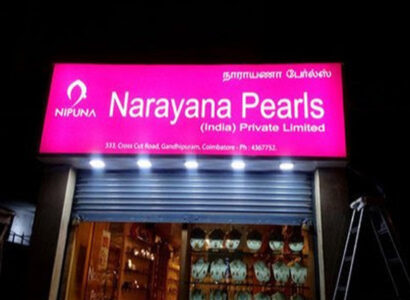 நாராயணா பேர்ல்ஸ்
NIPUNA
Narayana Pearls
(India) Private Limited
333, Cross Cut Road, Gandhipuram, Coimbatore - Ph : 4367752.